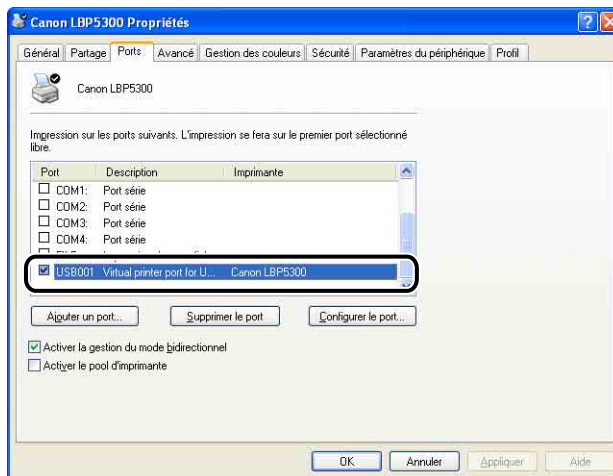 Canon LBP5300 Propriétés
Général Partage Ports Avancé Gestion des couleurs Sécurité Paramètres du périphérique Profil
Canon LBP5300
Impression sur les ports suivants. L'impression se fera sur le premier port sélectionné
libre.
Port Description Imprimante
COM1: Port série
COM2: Port série
COM3: Port série
COM4: Port série
USB001 Virtual printer port for U... Canon LBP5300
Ajouter un port... Supprimer le port Configurer le port...
Activer la gestion du mode bidirectionnel
Activer le pool d'imprimante
OK Annuler Appliquer Aide